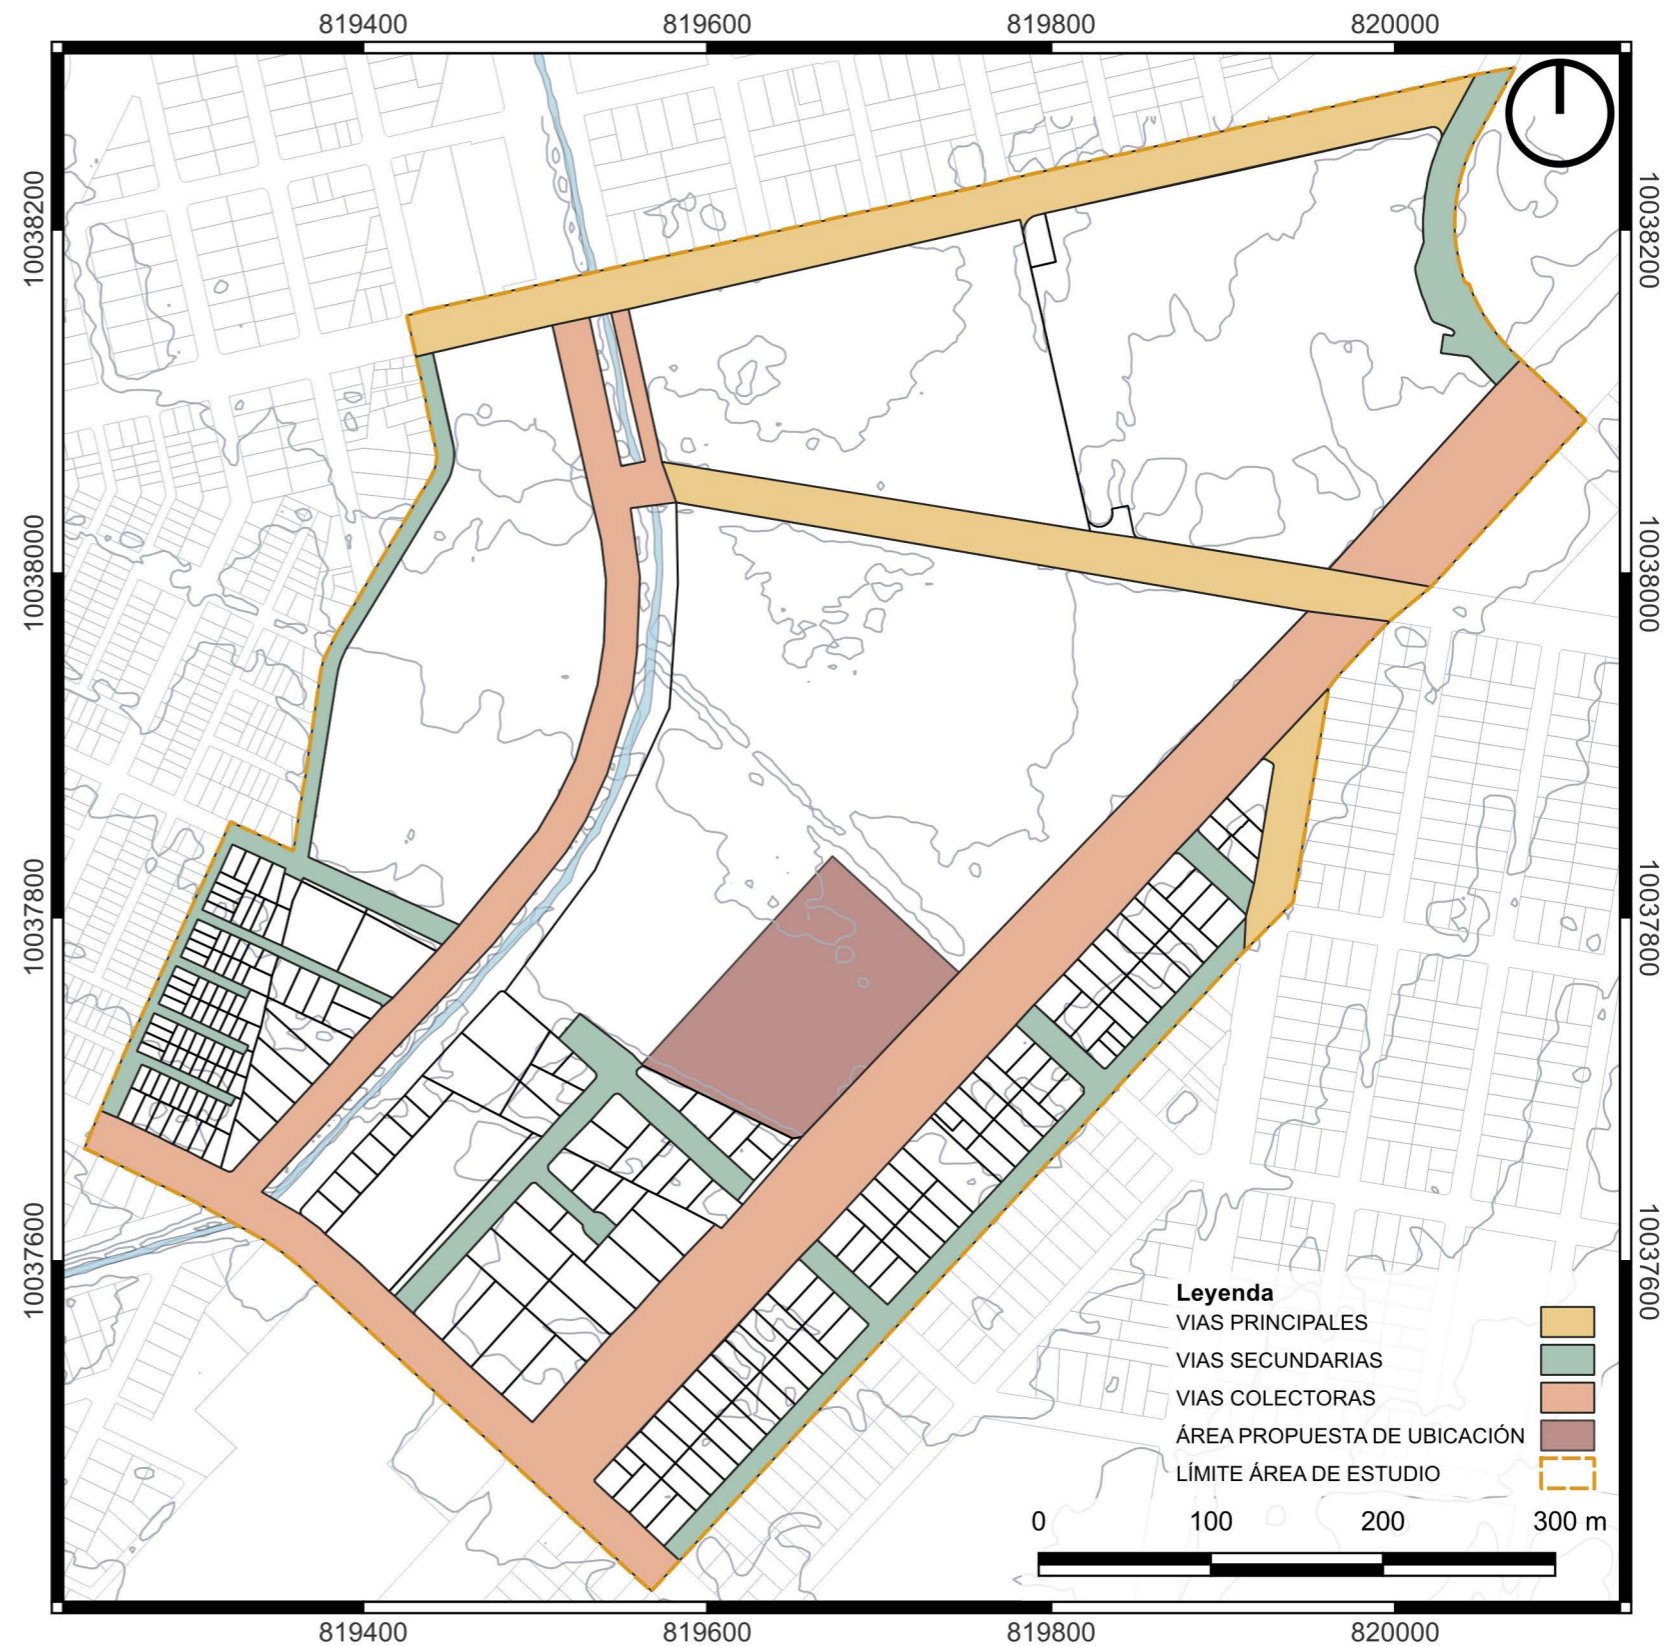 819400 819600 819800 820000
10038200 10038200
10038000 10038000
10037800 10037800
10037600 10037600
Leyenda
VIAS PRINCIPALES
VIAS SECUNDARIAS
VIAS COLECTORAS
ÁREA PROPUESTA DE UBICACIÓN
LÍMITE ÁREA DE ESTUDIO
0 100 200 300 m
819400 819600 819800 820000